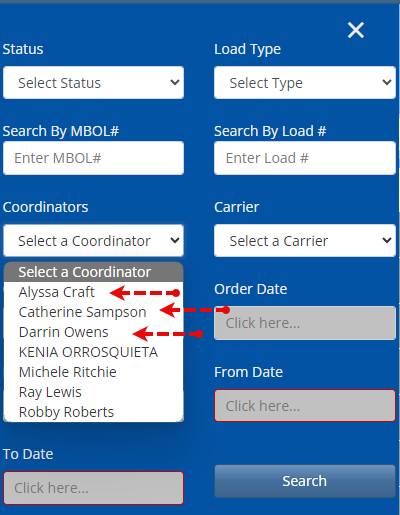 Status
Load Type
Select Status
Select Type
Search By MBOL#
Search By Load #
Enter MBOL#
Enter Load #
Coordinators
Carrier
Select a Coordinator
Select a Carrier
Select a Coordinator
Alyssa Craft
Catherine Sampson
Darrin Owens
KENIA ORROSQUIETA
Michele Ritchie
Ray Lewis
Robby Roberts
Order Date
Click here...
From Date
Click here...
To Date
Click here...
Search